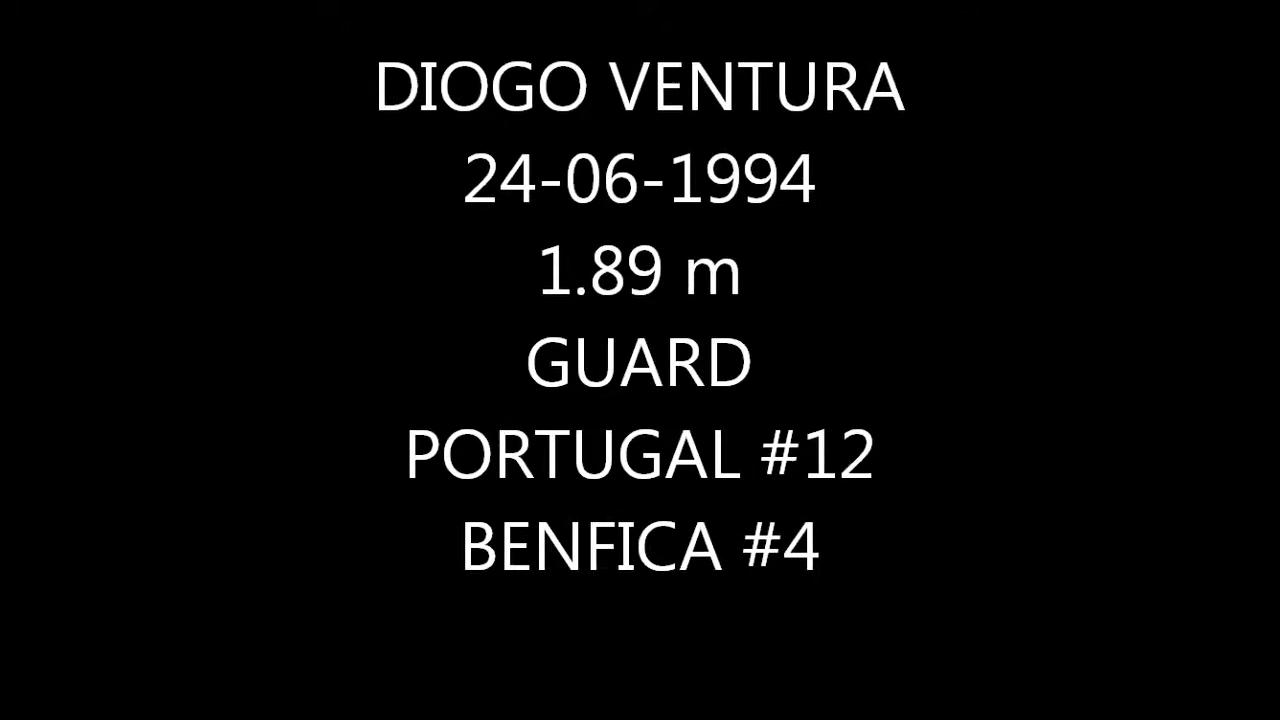 DIOGO VENTURA
24-06-1994
1.89 m
GUARD
PORTUGAL #12
BENFICA #4